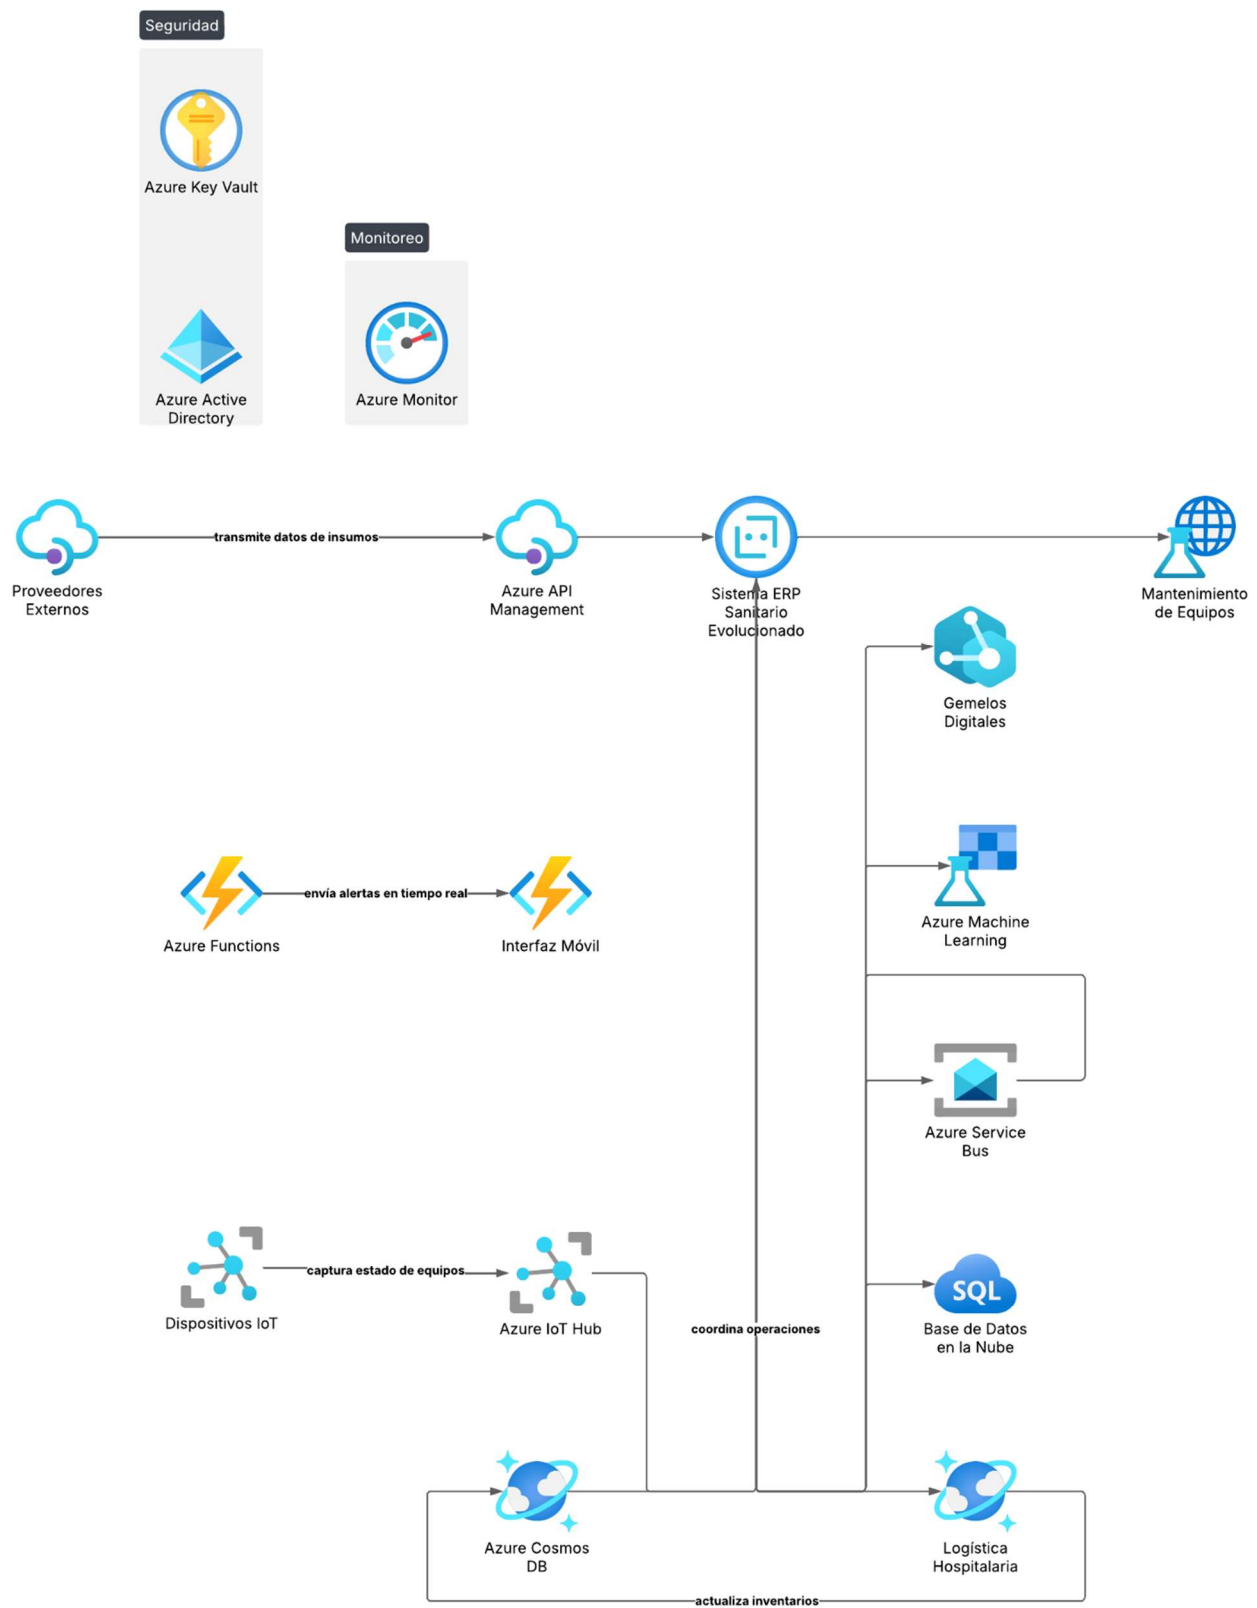 Seguridad
Azure Key Vault
Monitoreo
Azure Active
Directory
Azure Monitor
transmite datos de insumos
Proveedores
Externos
Azure API
Management
Sistema ERP
Sanitario
Evolucionado
Mantenimiento
de Equipos
Gemelos
Digitales
envía alertas en tiempo real
Azure Functions
Interfaz Móvil
Azure Machine
Learning
Azure Service
Bus
captura estado de equipos
Dispositivos IoT
Azure IoT Hub
coordina operaciones
SQL
Base de Datos
en la Nube
Azure Cosmos
DB
Logística
Hospitalaria
actualiza inventarios